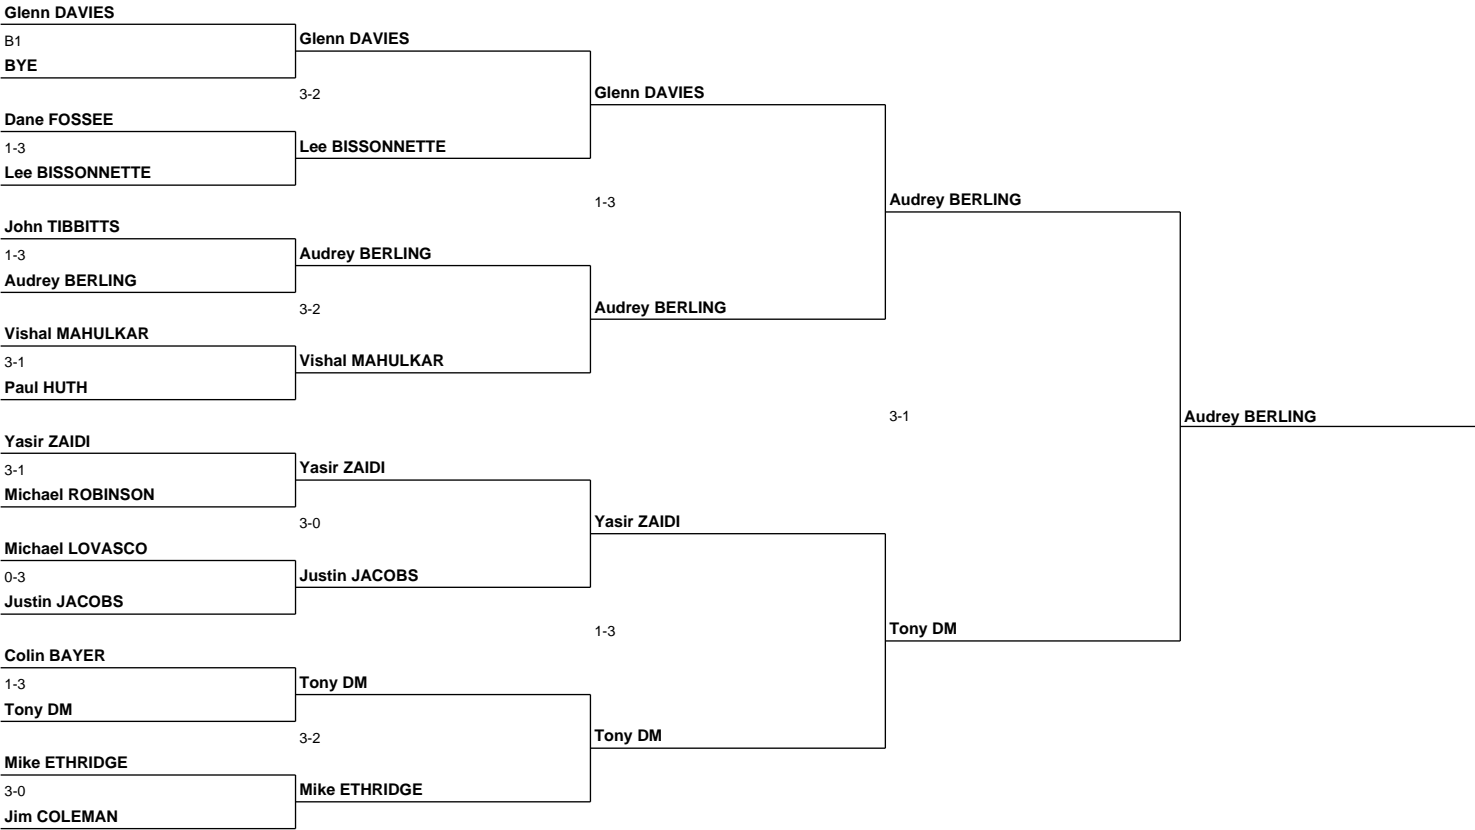 Glenn DAVIES
B1
BYE
Glenn DAVIES
3-2
Glenn DAVIES
Dane FOSSEE
1-3
Lee BISSONNETTE
Lee BISSONNETTE
1-3
Audrey BERLING
John TIBBITTS
1-3
Audrey BERLING
Audrey BERLING
3-2
Audrey BERLING
Vishal MAHULKAR
3-1
Paul HUTH
Vishal MAHULKAR
3-1
Audrey BERLING
Yasir ZAIDI
3-1
Michael ROBINSON
Yasir ZAIDI
3-0
Yasir ZAIDI
Michael LOVASCO
0-3
Justin JACOBS
Justin JACOBS
1-3
Tony DM
Colin BAYER
1-3
Tony DM
Tony DM
3-2
Tony DM
Mike ETHRIDGE
3-0
Jim COLEMAN
Mike ETHRIDGE